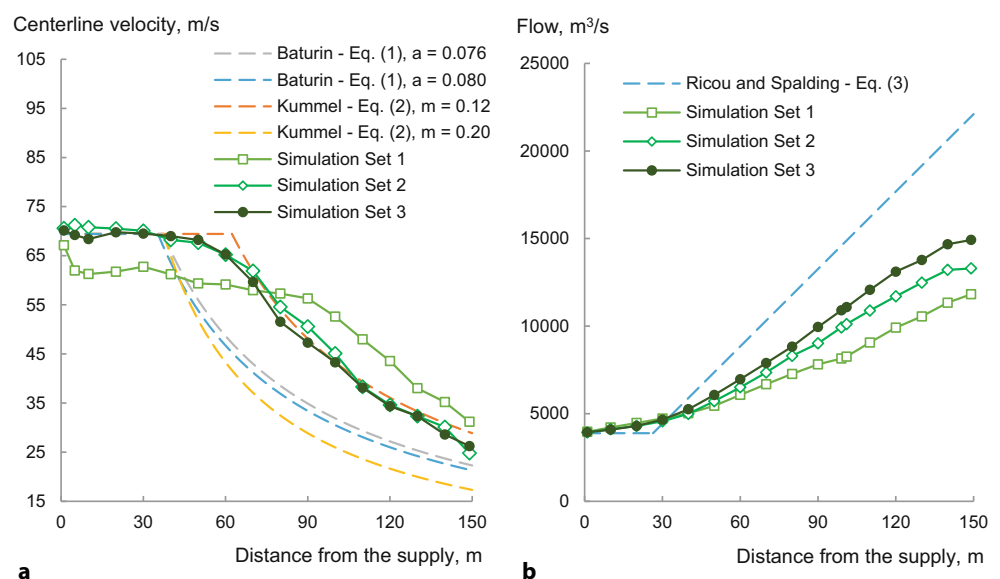 Centerline velocity, m/s
Baturin - Eq. (1), a = 0.076
Baturin - Eq. (1), a = 0.080
Kummel - Eq. (2), m = 0.12
Kummel - Eq. (2), m = 0.20
Simulation Set 1
Simulation Set 2
Simulation Set 3
105
95
85
75
65
55
45
35
25
15
0 30 60 90 120 150
Distance from the supply, m
a
Flow, m³/s
Ricou and Spalding - Eq. (3)
Simulation Set 1
Simulation Set 2
Simulation Set 3
25000
20000
15000
10000
5000
0
0 30 60 90 120 150
Distance from the supply, m
b